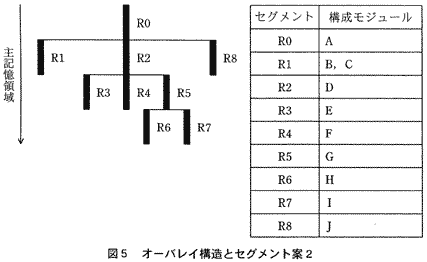 主記憶領域
R0
R1
R2
R8
R3
R4
R5
R6
R7
セグメント 構成モジュール
R0 A
R1 B，C
R2 D
R3 E
R4 F
R5 G
R6 H
R7 I
R8 J
図5 オーバレイ構造とセグメント案2